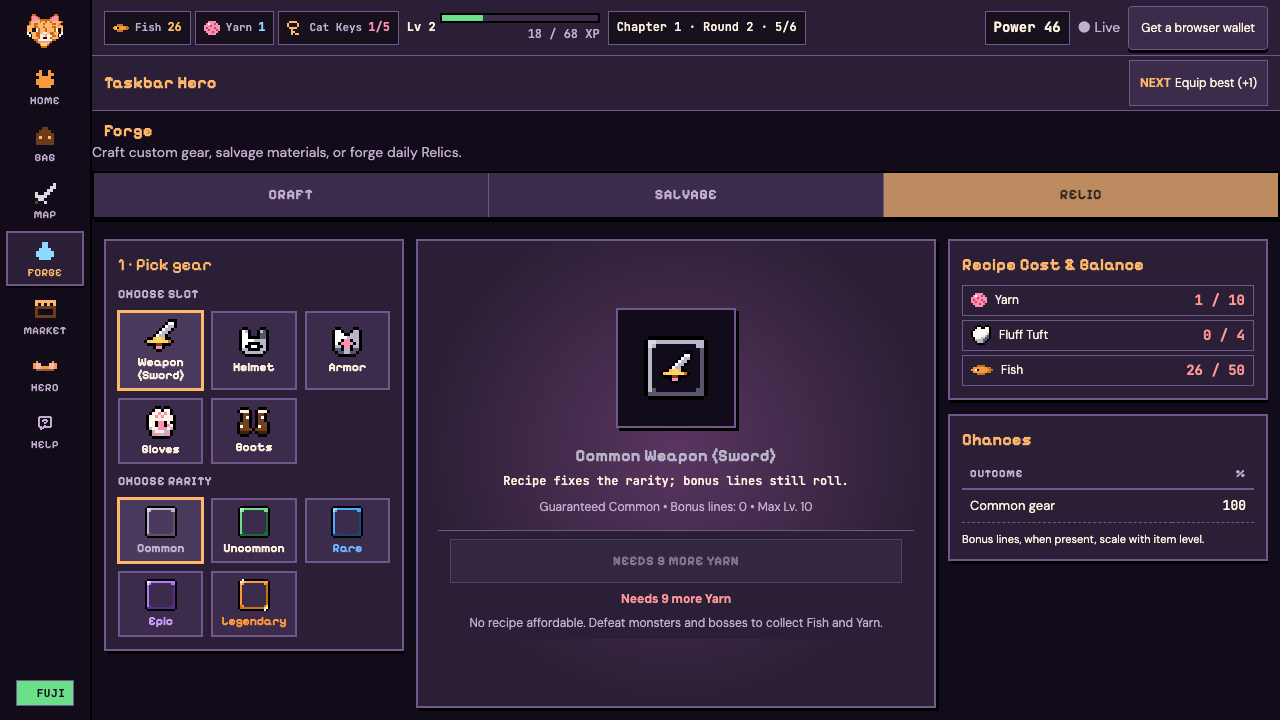 Fish 26
Yarn 1
Cat Keys 1/5
Lv 2
18 / 68 XP
Chapter 1 · Round 2 · 5/6
Power 46
Live
Get a browser wallet
HOME
BAG
MAP
FORGE
MARKET
HERO
HELP
FUJI
Taskbar Hero
NEXT Equip best (+1)
Forge
Craft custom gear, salvage materials, or forge daily Relics.
CRAFT
SALVAGE
RELIC
1 · Pick gear
CHOOSE SLOT
Weapon
(Sword)
Helmet
Armor
Gloves
Boots
CHOOSE RARITY
Common
Uncommon
Rare
Epic
Legendary
Common Weapon (Sword)
Recipe fixes the rarity; bonus lines still roll.
Guaranteed Common • Bonus lines: 0 • Max Lv. 10
NEEDS 9 MORE YARN
Needs 9 more Yarn
No recipe affordable. Defeat monsters and bosses to collect Fish and Yarn.
Recipe Cost & Balance
Yarn 1 / 10
Fluff Tuft 0 / 4
Fish 26 / 50
Chances
OUTCOME %
Common gear 100
Bonus lines, when present, scale with item level.